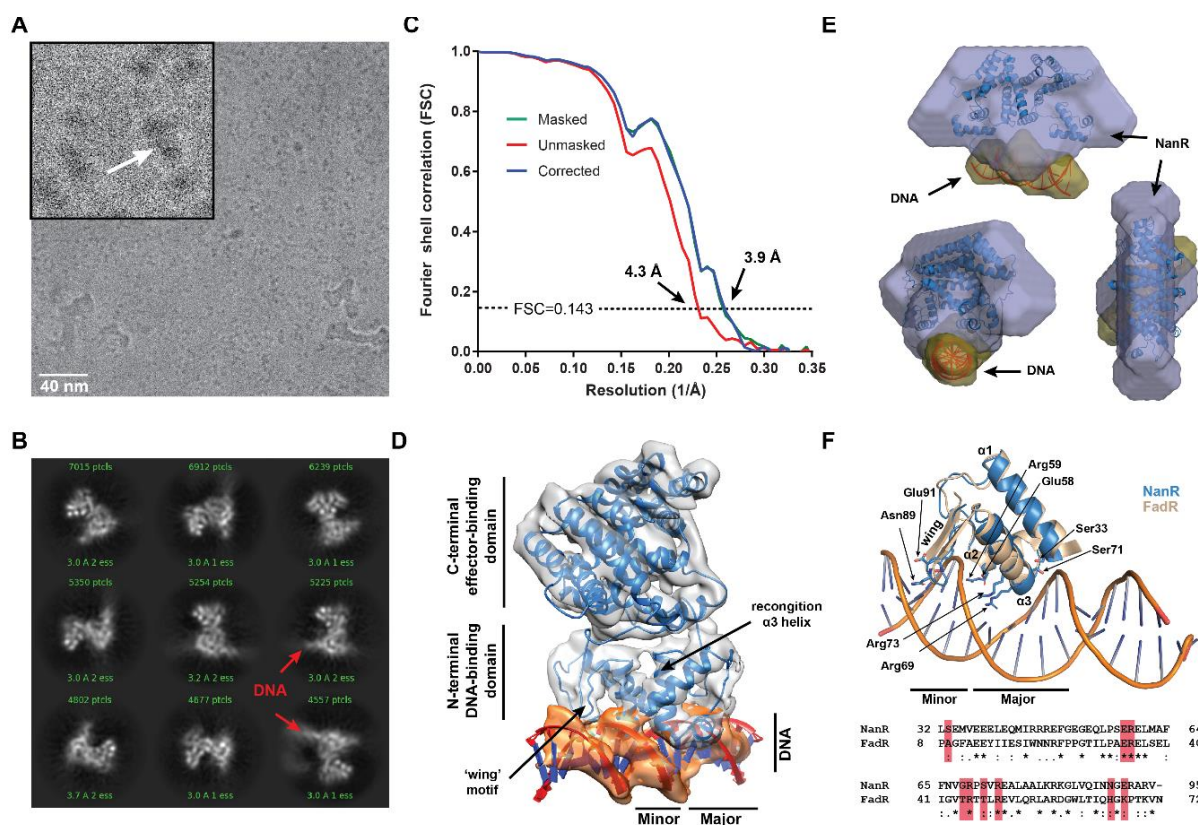 A
40 nm
B
7015 ptcls
6912 ptcls
6239 ptcls
3.0 A 2 ess
3.0 A 1 ess
3.0 A 1 ess
5350 ptcls
5254 ptcls
5225 ptcls
3.0 A 2 ess
3.2 A 2 ess
3.0 A 2 ess
DNA
4802 ptcls
4677 ptcls
4557 ptcls
3.7 A 2 ess
3.0 A 1 ess
3.0 A 1 ess
C
Fourier shell correlation (FSC)
1.0
0.8
0.6
0.4
0.2
0.0
Masked
Unmasked
Corrected
4.3 Å
3.9 Å
FSC=0.143
0.00
0.05
0.10
0.15
0.20
0.25
0.30
0.35
Resolution (1/Å)
D
C-terminal
effector-binding
domain
N-terminal
DNA-binding
domain
recongition
α3 helix
'wing'
motif
DNA
Minor
Major
E
NanR
DNA
DNA
F
α1
Arg59
Glu58
NanR
FadR
Glu91
Asn89
wing
α2
Ser33
Ser71
α3
Arg73
Arg69
Minor
Major
NanR 32 LSEMVEEELEQMIRRREFGEGEQLPSERELMAF 64
FadR 8 PAGFAEEYIIESIWNNRFPPGTILPAERELSEL 40
NanR 65 FNVGRPSVREALAALKRKGLVQINNGERARV- 95
FadR 41 IGVTRTTLREVLQRLARDGWLTIQHGKPTKVN 72